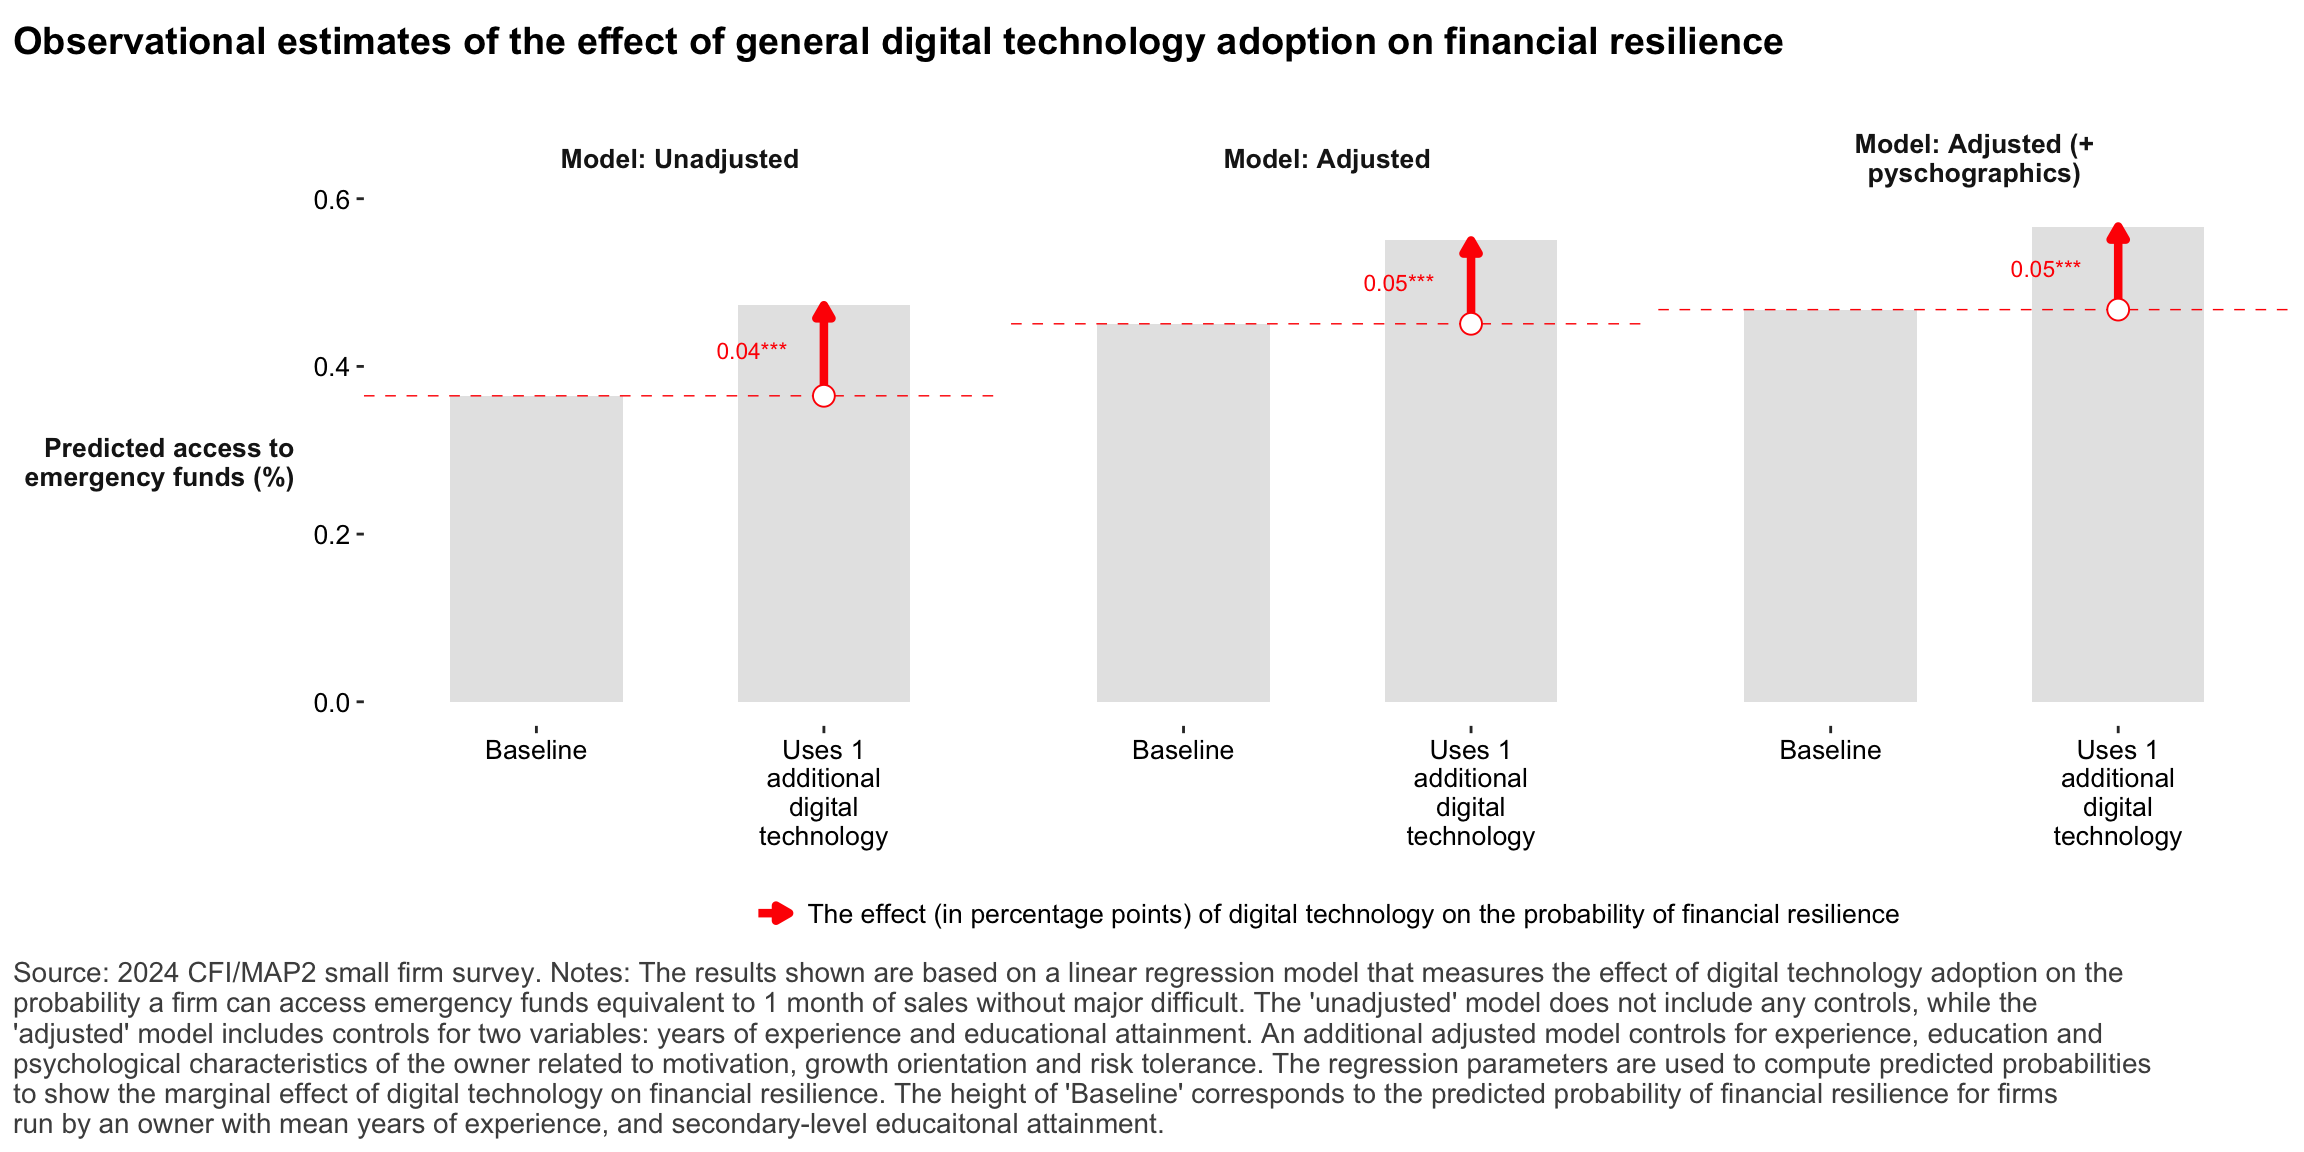 Observational estimates of the effect of general digital technology adoption on financial resilience
Model: Unadjusted
Model: Adjusted
Model: Adjusted (+
pyschographics)
0.6
0.4
0.2
0.0
Predicted access to
emergency funds (%)
0.04***
0.05***
0.05***
Baseline
Uses 1
additional
digital
technology
Baseline
Uses 1
additional
digital
technology
Baseline
Uses 1
additional
digital
technology
The effect (in percentage points) of digital technology on the probability of financial resilience
Source: 2024 CFI/MAP2 small firm survey. Notes: The results shown are based on a linear regression model that measures the effect of digital technology adoption on the
probability a firm can access emergency funds equivalent to 1 month of sales without major difficult. The 'unadjusted' model does not include any controls, while the
'adjusted' model includes controls for two variables: years of experience and educational attainment. An additional adjusted model controls for experience, education and
psychological characteristics of the owner related to motivation, growth orientation and risk tolerance. The regression parameters are used to compute predicted probabilities
to show the marginal effect of digital technology on financial resilience. The height of 'Baseline' corresponds to the predicted probability of financial resilience for firms
run by an owner with mean years of experience, and secondary-level educaitonal attainment.